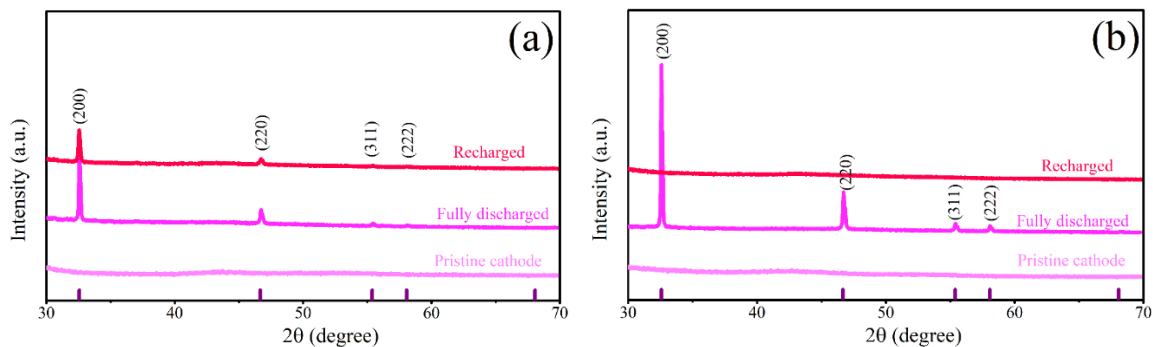 (a)
(200)
(220)
(311)
(222)
Recharged
Fully discharged
Pristine cathode
Intensity (a.u.)
30 40 50 60 70
2θ (degree)
(b)
(200)
(220)
(311)
(222)
Recharged
Fully discharged
Pristine cathode
Intensity (a.u.)
30 40 50 60 70
2θ (degree)